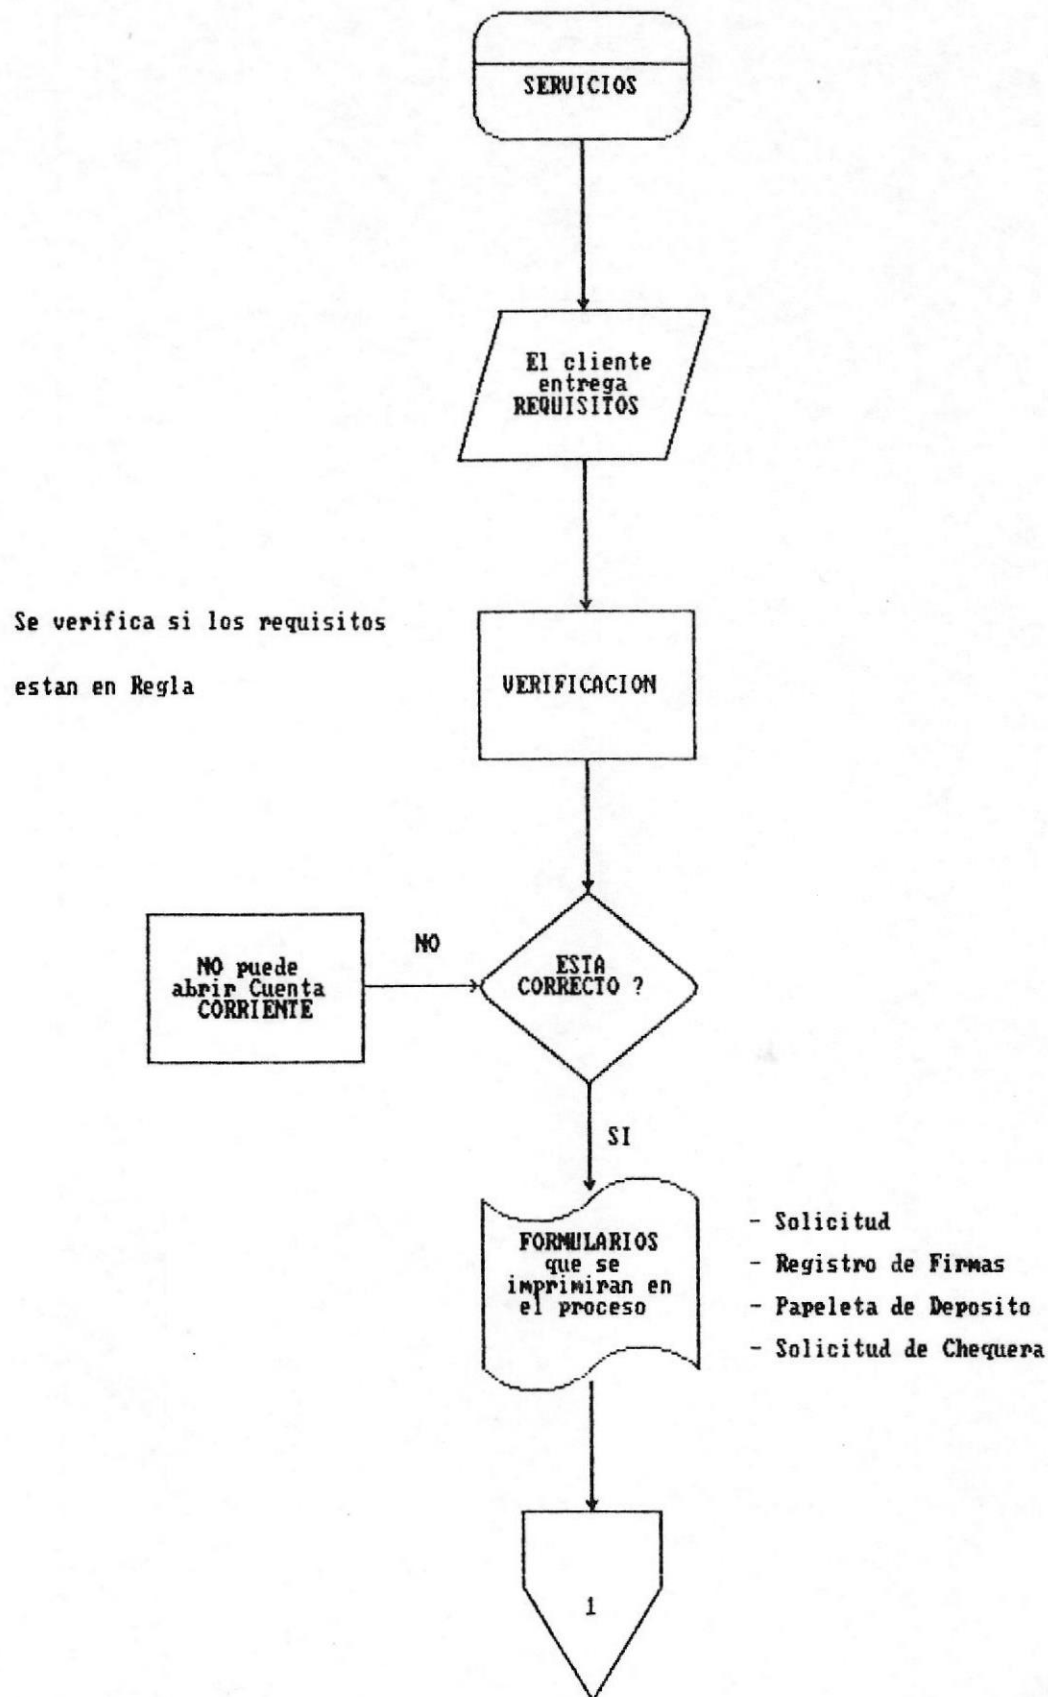 SERVICIOS
El cliente
entrega
REQUISITOS
Se verifica si los requisitos
estan en Regla
VERIFICACION
NO puede
abrir Cuenta
CORRIENTE
NO
ESTA
CORRECTO ?
SI
FORMULARIOS
que se
imprimiran en
el proceso
- Solicitud
- Registro de Firmas
- Papeleta de Deposito
- Solicitud de Chequera
1